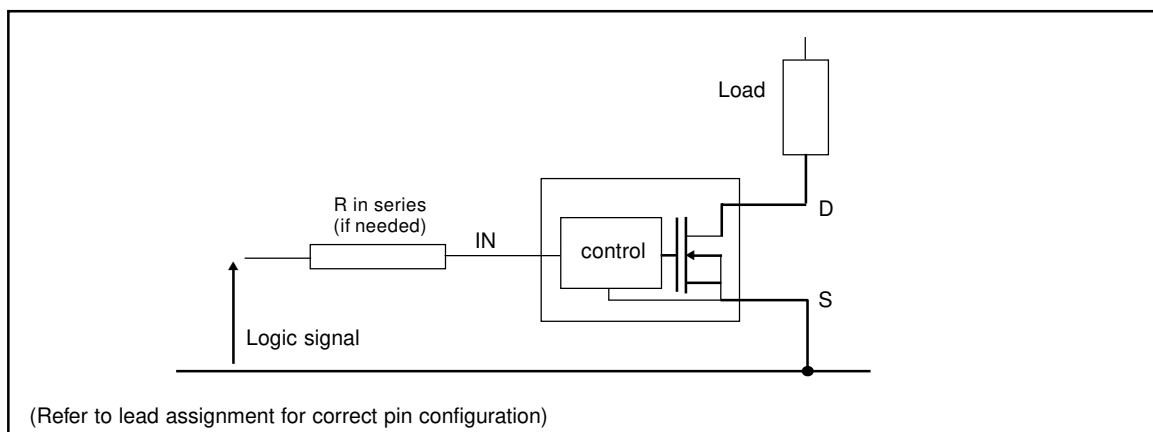 Load
R in series
(if needed)
IN
D
control
S
Logic signal
(Refer to lead assignment for correct pin configuration)